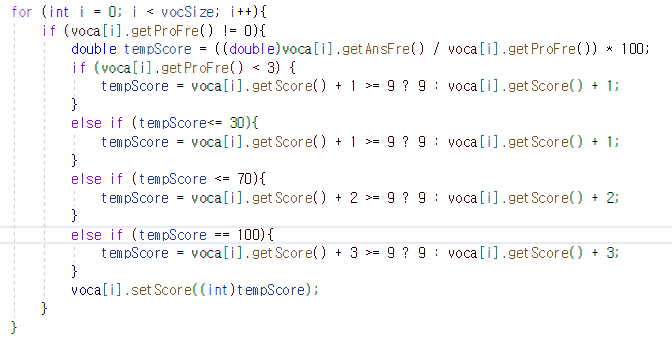 for (int i = 0; i < vocSize; i++){
if (voca[i].getProFre() != 0){
double tempScore = ((double)voca[i].getAnsFre() / voca[i].getProFre()) * 100;
if (voca[i].getProFre() < 3) {
tempScore = voca[i].getScore() + 1 >= 9 ? 9 : voca[i].getScore() + 1;
}
else if (tempScore<= 30){
tempScore = voca[i].getScore() + 1 >= 9 ? 9 : voca[i].getScore() + 1;
}
else if (tempScore <= 70){
tempScore = voca[i].getScore() + 2 >= 9 ? 9 : voca[i].getScore() + 2;
}
else if (tempScore == 100){
tempScore = voca[i].getScore() + 3 >= 9 ? 9 : voca[i].getScore() + 3;
}
voca[i].setScore((int)tempScore);
}
}